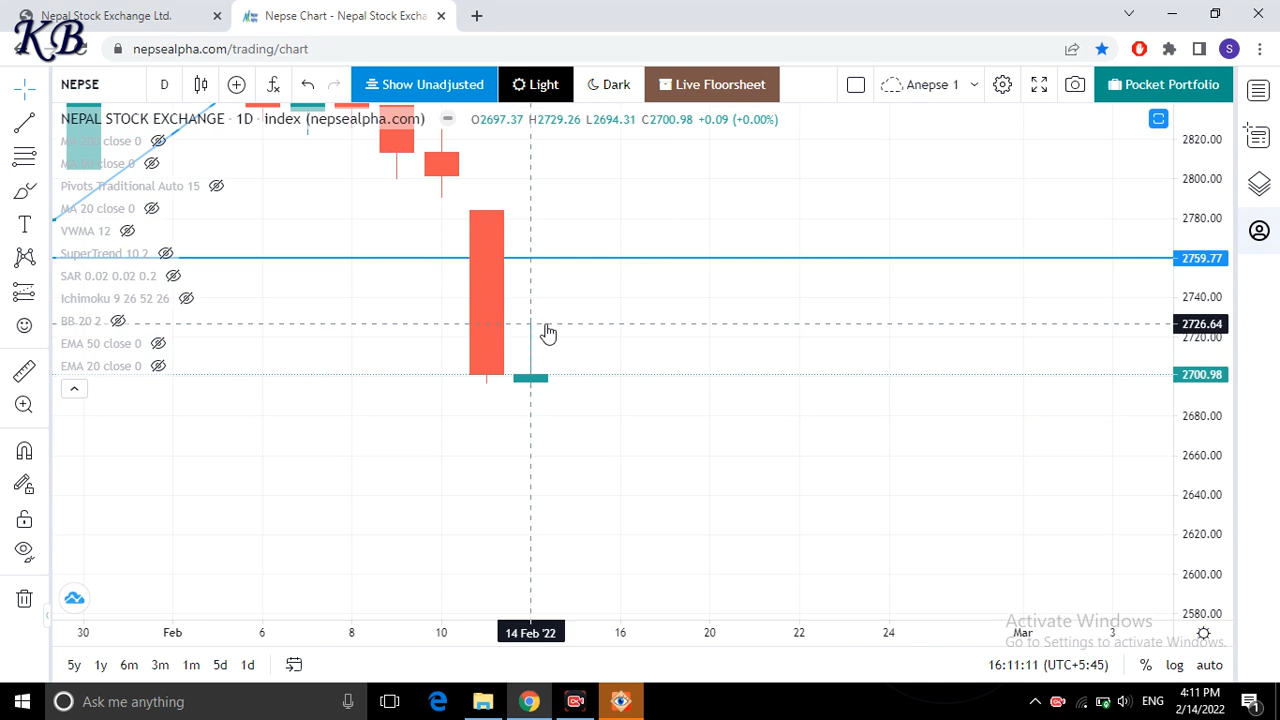 Nepal Stock Exchange Ltd.
Nepse Chart - Nepal Stock Excha
KB
nepsealpha.com/trading/chart
S
NEPSE
D
Show Unadjusted
Light
Dark
Live Floorsheet
Anepse 1
Pocket Portfolio
NEPAL STOCK EXCHANGE · 1D · index (nepsealpha.com)
O2697.37 H2729.26 L2694.31 C2700.98 +0.09 (+0.00%)
MA 200 close 0
MA 50 close 0
Pivots Traditional Auto 15
MA 20 close 0
VWMA 12
SuperTrend 10 2
SAR 0.02 0.02 0.2
Ichimoku 9 26 52 26
BB 20 2
EMA 50 close 0
EMA 20 close 0
2820.00
2800.00
2780.00
2759.77
2740.00
2726.64
2720.00
2700.98
2680.00
2660.00
2640.00
2620.00
2600.00
2580.00
30
Feb
6
8
10
14 Feb '22
16
20
22
24
Mar
3
Activate Windows
Go to Settings to activate Windows.
5y 1y 6m 3m 1m 5d 1d
16:11:11 (UTC+5:45)
% log auto
Ask me anything
ENG
4:11 PM
2/14/2022
1